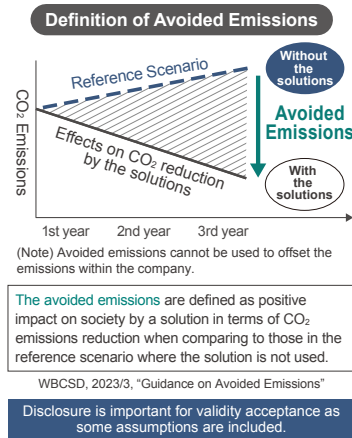 Definition of Avoided Emissions
Without
the
solutions
Reference Scenario
Avoided
Emissions
CO₂ Emissions
Effects on CO₂ reduction
by the solutions
With
the
solutions
1st year 2nd year 3rd year
(Note) Avoided emissions cannot be used to offset the
emissions within the company.
The avoided emissions are defined as positive
impact on society by a solution in terms of CO₂
emissions reduction when comparing to those in the
reference scenario where the solution is not used.
WBCSD, 2023/3, “Guidance on Avoided Emissions”
Disclosure is important for validity acceptance as
some assumptions are included.